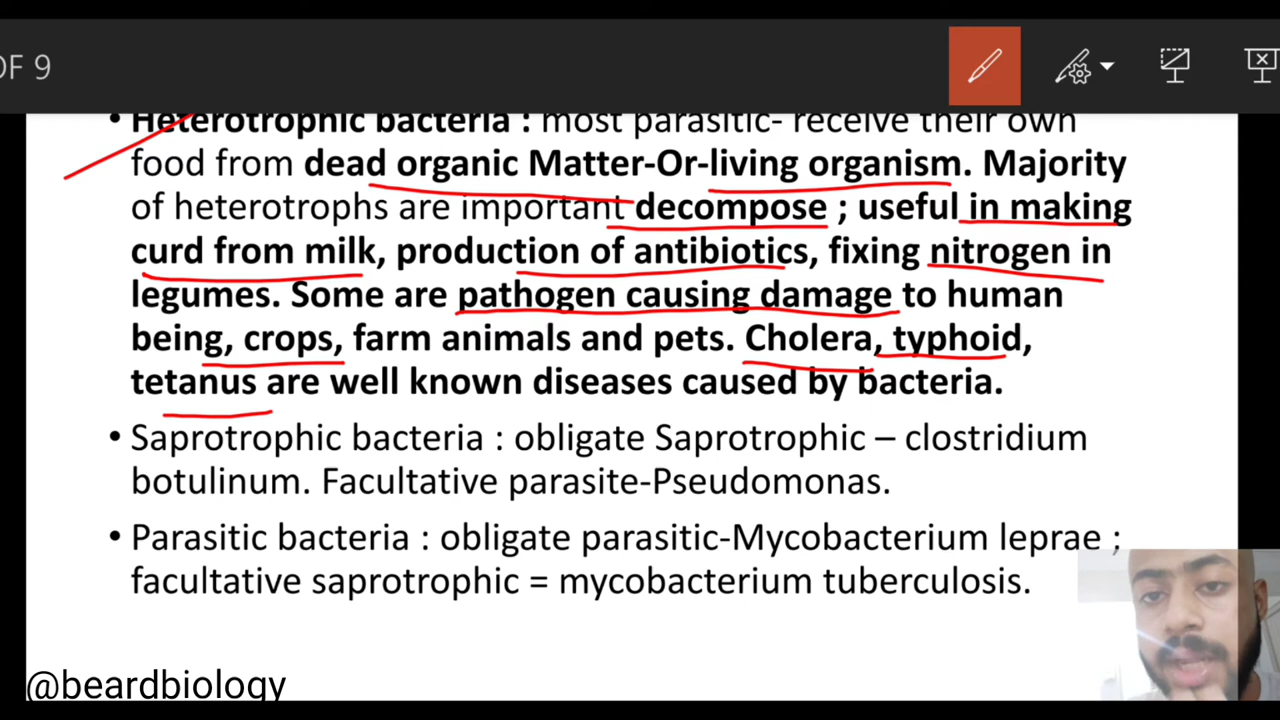 OF 9
• Heterotrophic bacteria : most parasitic- receive their own
food from dead organic Matter-Or-living organism. Majority
of heterotrophs are important decompose ; useful in making
curd from milk, production of antibiotics, fixing nitrogen in
legumes. Some are pathogen causing damage to human
being, crops, farm animals and pets. Cholera, typhoid,
tetanus are well known diseases caused by bacteria.
• Saprotrophic bacteria : obligate Saprotrophic – clostridium
botulinum. Facultative parasite-Pseudomonas.
• Parasitic bacteria : obligate parasitic-Mycobacterium leprae ;
facultative saprotrophic = mycobacterium tuberculosis.
@beardbiology